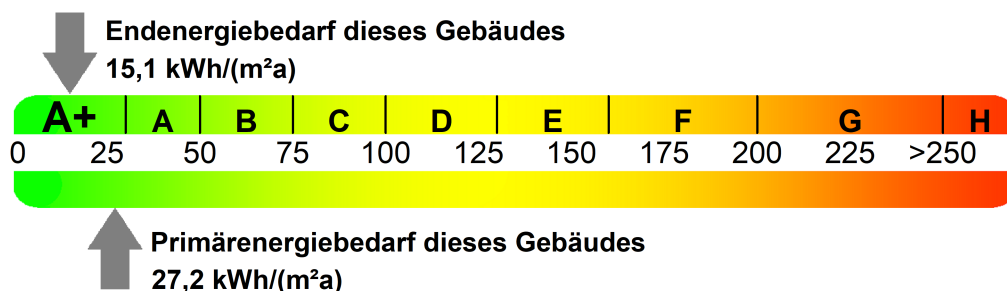 Endenergiebedarf dieses Gebäudes
15,1 kWh/(m²a)
A+ A B C D E F G H
0 25 50 75 100 125 150 175 200 225 >250
Primärenergiebedarf dieses Gebäudes
27,2 kWh/(m²a)